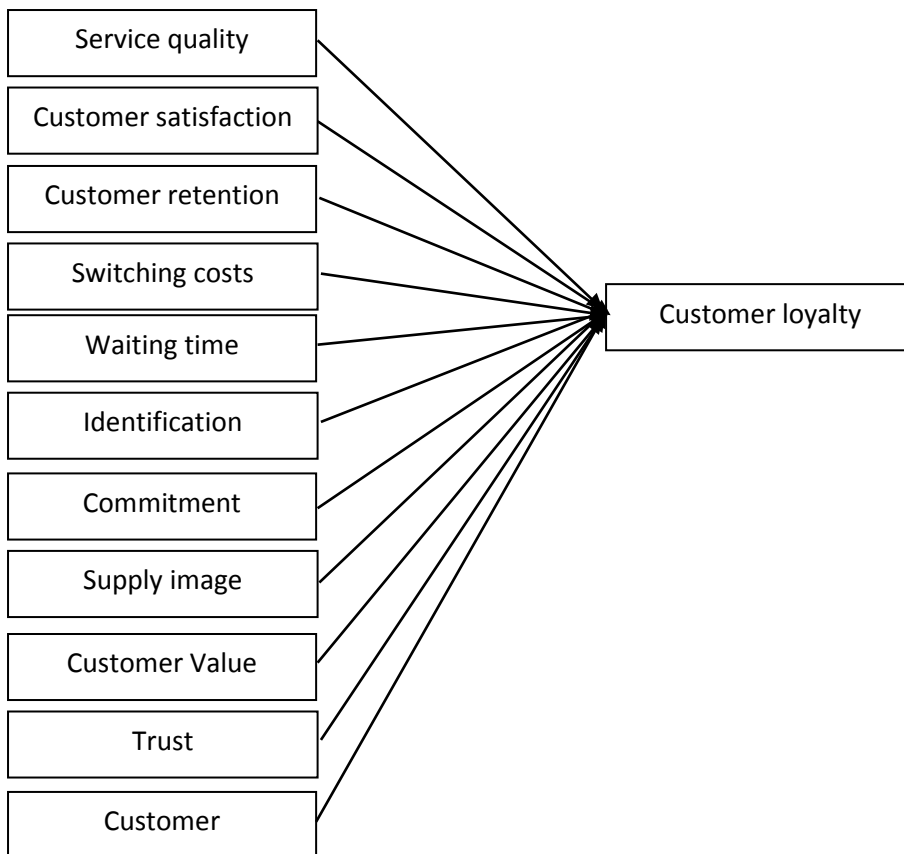 Service quality
Customer satisfaction
Customer retention
Switching costs
Customer loyalty
Waiting time
Identification
Commitment
Supply image
Customer Value
Trust
Customer